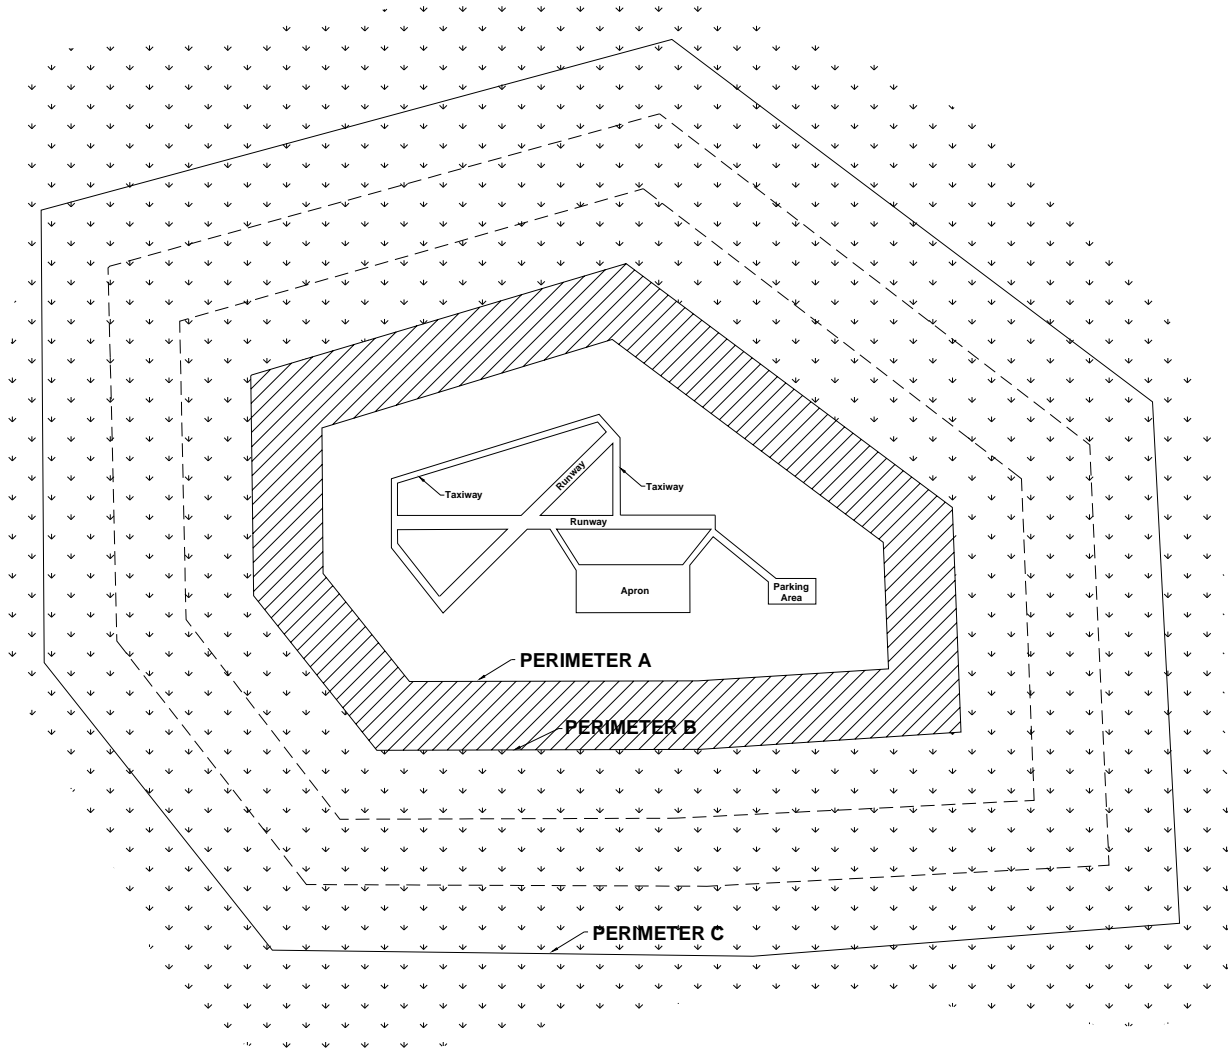 Runway
Taxiway
Taxiway
Runway
Apron
Parking
Area
PERIMETER A
PERIMETER B
PERIMETER C